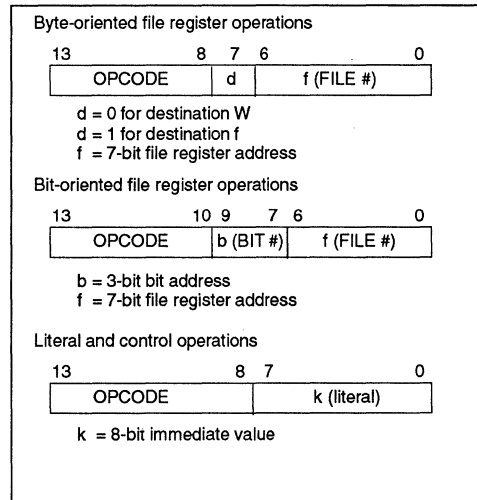 Byte-oriented file register operations
13 8 7 6 0
OPCODE d f (FILE #)
d = 0 for destination W
d = 1 for destination f
f = 7-bit file register address
Bit-oriented file register operations
13 10 9 7 6 0
OPCODE b (BIT #) f (FILE #)
b = 3-bit bit address
f = 7-bit file register address
Literal and control operations
13 8 7 0
OPCODE k (literal)
k = 8-bit immediate value